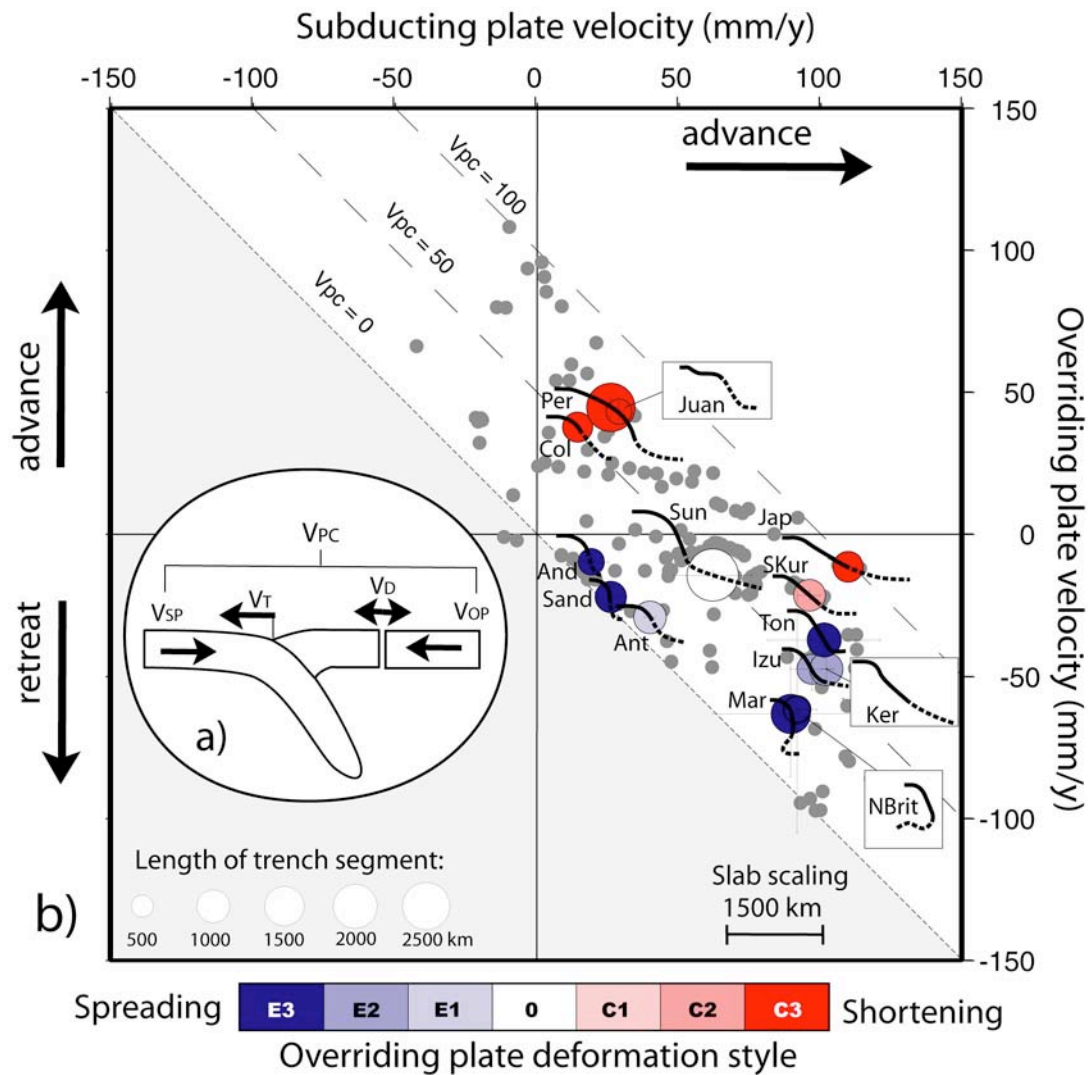 Subducting plate velocity (mm/y)
-150 -100 -50 0 50 100 150
150
advance
Vpc = 100
Vpc = 50
Vpc = 0
100
50
0
-50
-100
-150
Overriding plate velocity (mm/y)
advance
retreat
Per
Juan
Col
Sun
Jap
And
SKur
Sand
Ton
Ant
Izu
Ker
Mar
NBrit
VPC
VSP
VT
VD
VOP
a)
b)
Length of trench segment:
500 1000 1500 2000 2500 km
Slab scaling
1500 km
Spreading E3 E2 E1 0 C1 C2 C3 Shortening
Overriding plate deformation style